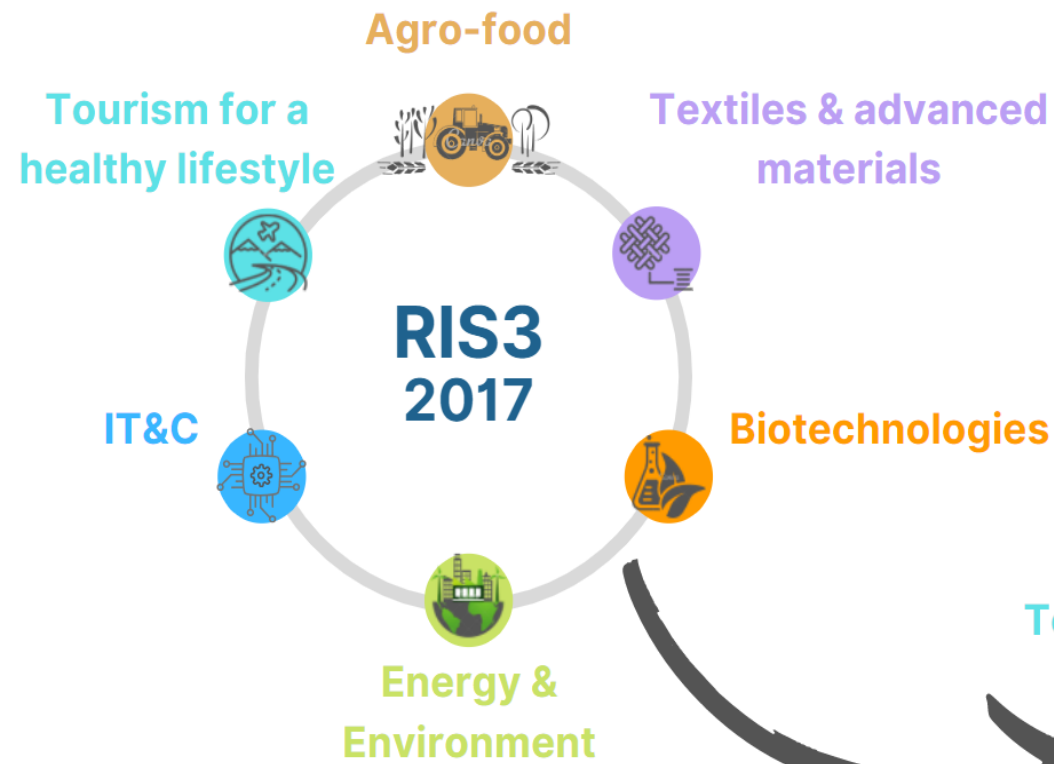 Agro-food
Tourism for a
healthy lifestyle
Textiles & advanced
materials
RIS3
2017
IT&C
Biotechnologies
Energy &
Environment